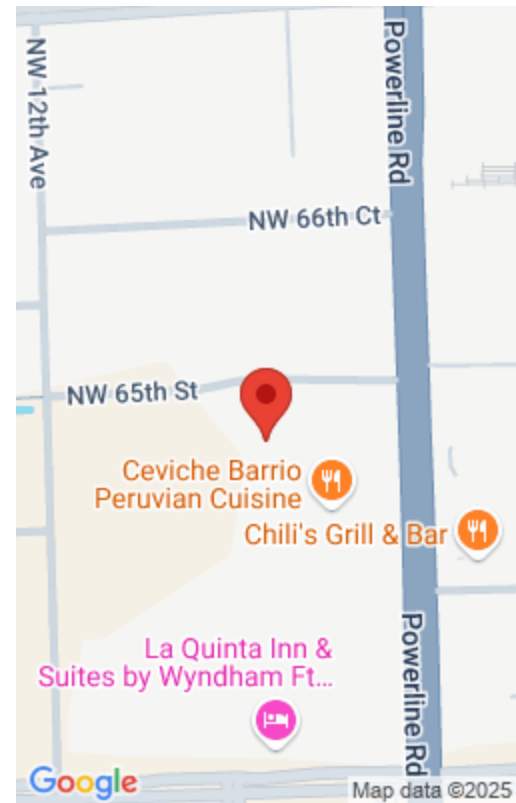 NW 12th Ave
Powerline Rd
NW 66th Ct
NW 65th St
Ceviche Barrio
Peruvian Cuisine
Chili's Grill & Bar
La Quinta Inn &
Suites by Wyndham Ft...
Powerline Rd
Google
Map data ©2025